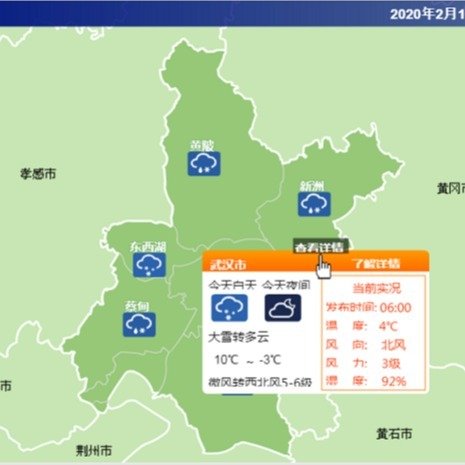 2020年2月1
黄陂
孝感市
新洲
黄冈市
东西湖
查看详情
武汉市
了解详情
今天白天 今天夜间
当前实况
发布时间: 06:00
蔡甸
温 度: 4℃
大雪转多云
风 向: 北风
10℃ ~ -3℃
风 力: 3级
微风转西北风5-6级
湿 度: 92%
市
黄石市
荆州市